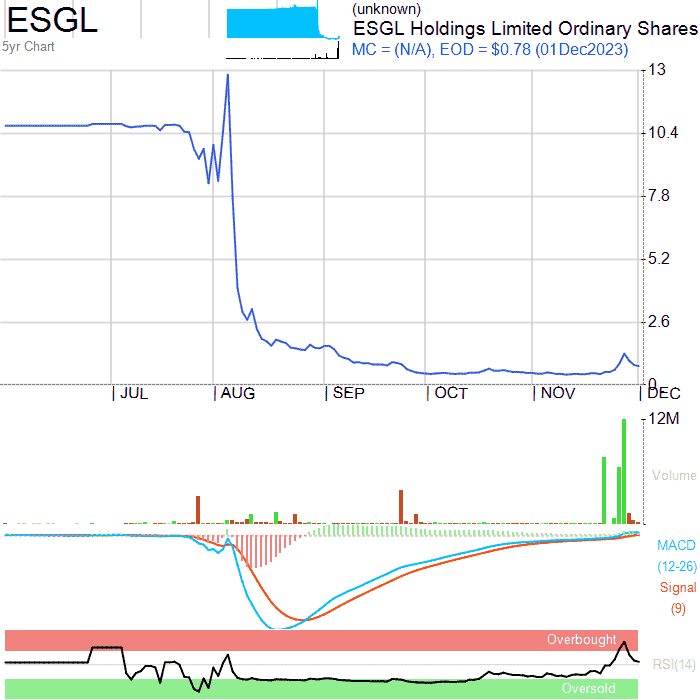 ESGL
5yr Chart
(unknown)
ESGL Holdings Limited Ordinary Shares
MC = (N/A), EOD = $0.78 (01Dec2023)
13
10.4
7.8
5.2
2.6
0
JUL
AUG
SEP
OCT
NOV
DEC
12M
Volume
MACD
(12-26)
Signal
(9)
Overbought
RSI(14)
Oversold